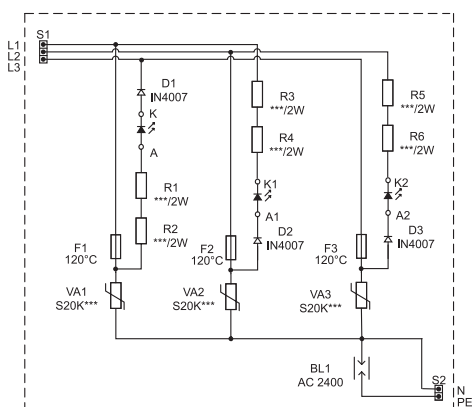 S1
L1
L2
L3
D1
IN4007
K
A
R1
***/2W
R2
***/2W
R3
***/2W
R4
***/2W
K1
A1
D2
IN4007
R5
***/2W
R6
***/2W
K2
A2
D3
IN4007
F1
120°C
F2
120°C
F3
120°C
VA1
S20K***
VA2
S20K***
VA3
S20K***
BL1
AC 2400
S2
N
PE